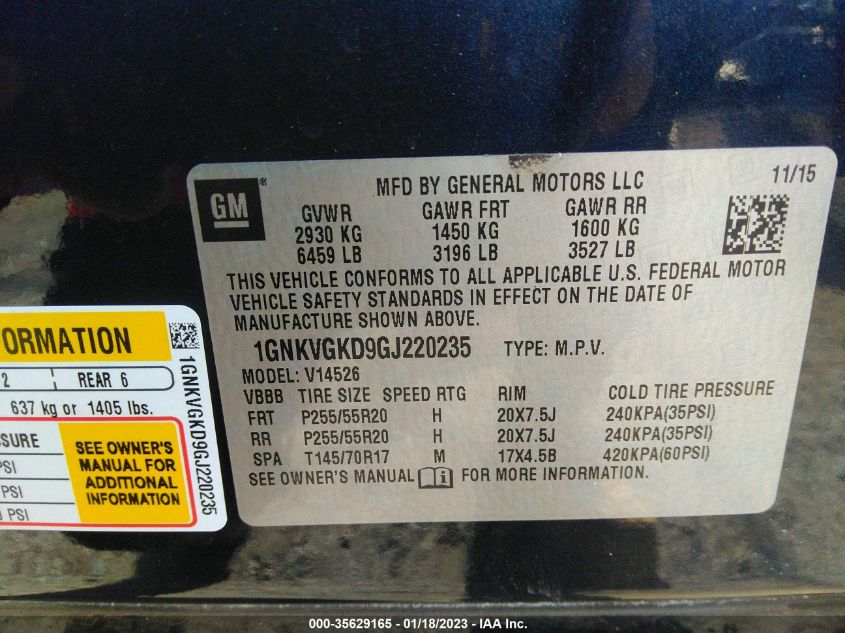 GM
MFD BY GENERAL MOTORS LLC
11/15
GVWR GAWR FRT GAWR RR
2930 KG 1450 KG 1600 KG
6459 LB 3196 LB 3527 LB
THIS VEHICLE CONFORMS TO ALL APPLICABLE U.S. FEDERAL MOTOR
VEHICLE SAFETY STANDARDS IN EFFECT ON THE DATE OF
MANUFACTURE SHOWN ABOVE.
1GNKVGKD9GJ220235 TYPE: M.P.V.
MODEL: V14526
VBBB TIRE SIZE SPEED RTG RIM COLD TIRE PRESSURE
FRT P255/55R20 H 20X7.5J 240KPA(35PSI)
RR P255/55R20 H 20X7.5J 240KPA(35PSI)
SPA T145/70R17 M 17X4.5B 420KPA(60PSI)
SEE OWNER'S MANUAL FOR MORE INFORMATION.
ORMATION
2 REAR 6
637 kg or 1405 lbs.
SSURE
PSI
PSI
PSI
SEE OWNER'S
MANUAL FOR
ADDITIONAL
INFORMATION
1GNKVGKD9GJ220235
000-35629165 - 01/18/2023 - IAA Inc.